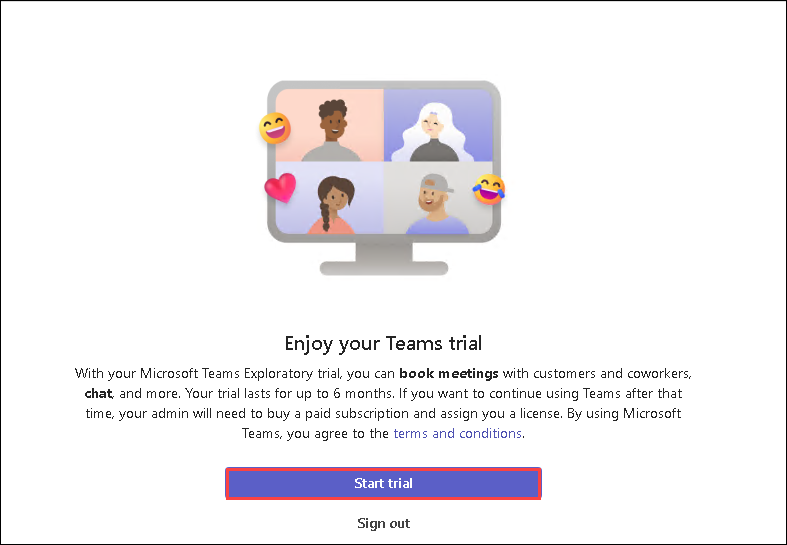 Enjoy your Teams trial
With your Microsoft Teams Exploratory trial, you can book meetings with customers and coworkers,
chat, and more. Your trial lasts for up to 6 months. If you want to continue using Teams after that
time, your admin will need to buy a paid subscription and assign you a license. By using Microsoft
Teams, you agree to the terms and conditions.
Start trial
Sign out